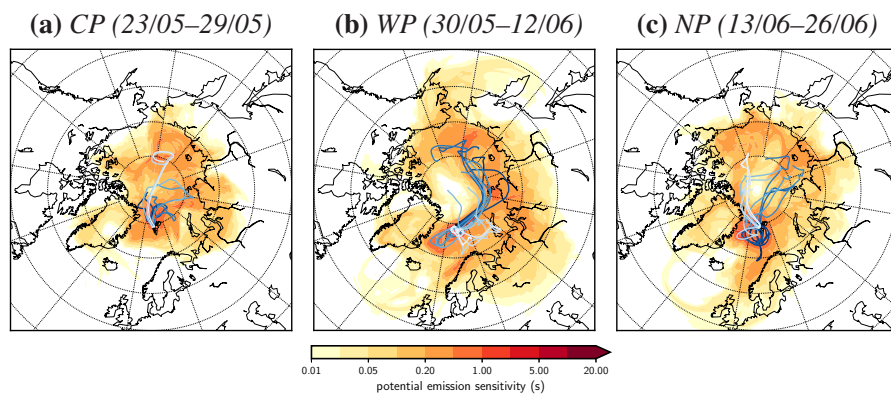 (a) CP (23/05–29/05) (b) WP (30/05–12/06) (c) NP (13/06–26/06)
0.01 0.05 0.20 1.00 5.00 20.00
potential emission sensitivity (s)